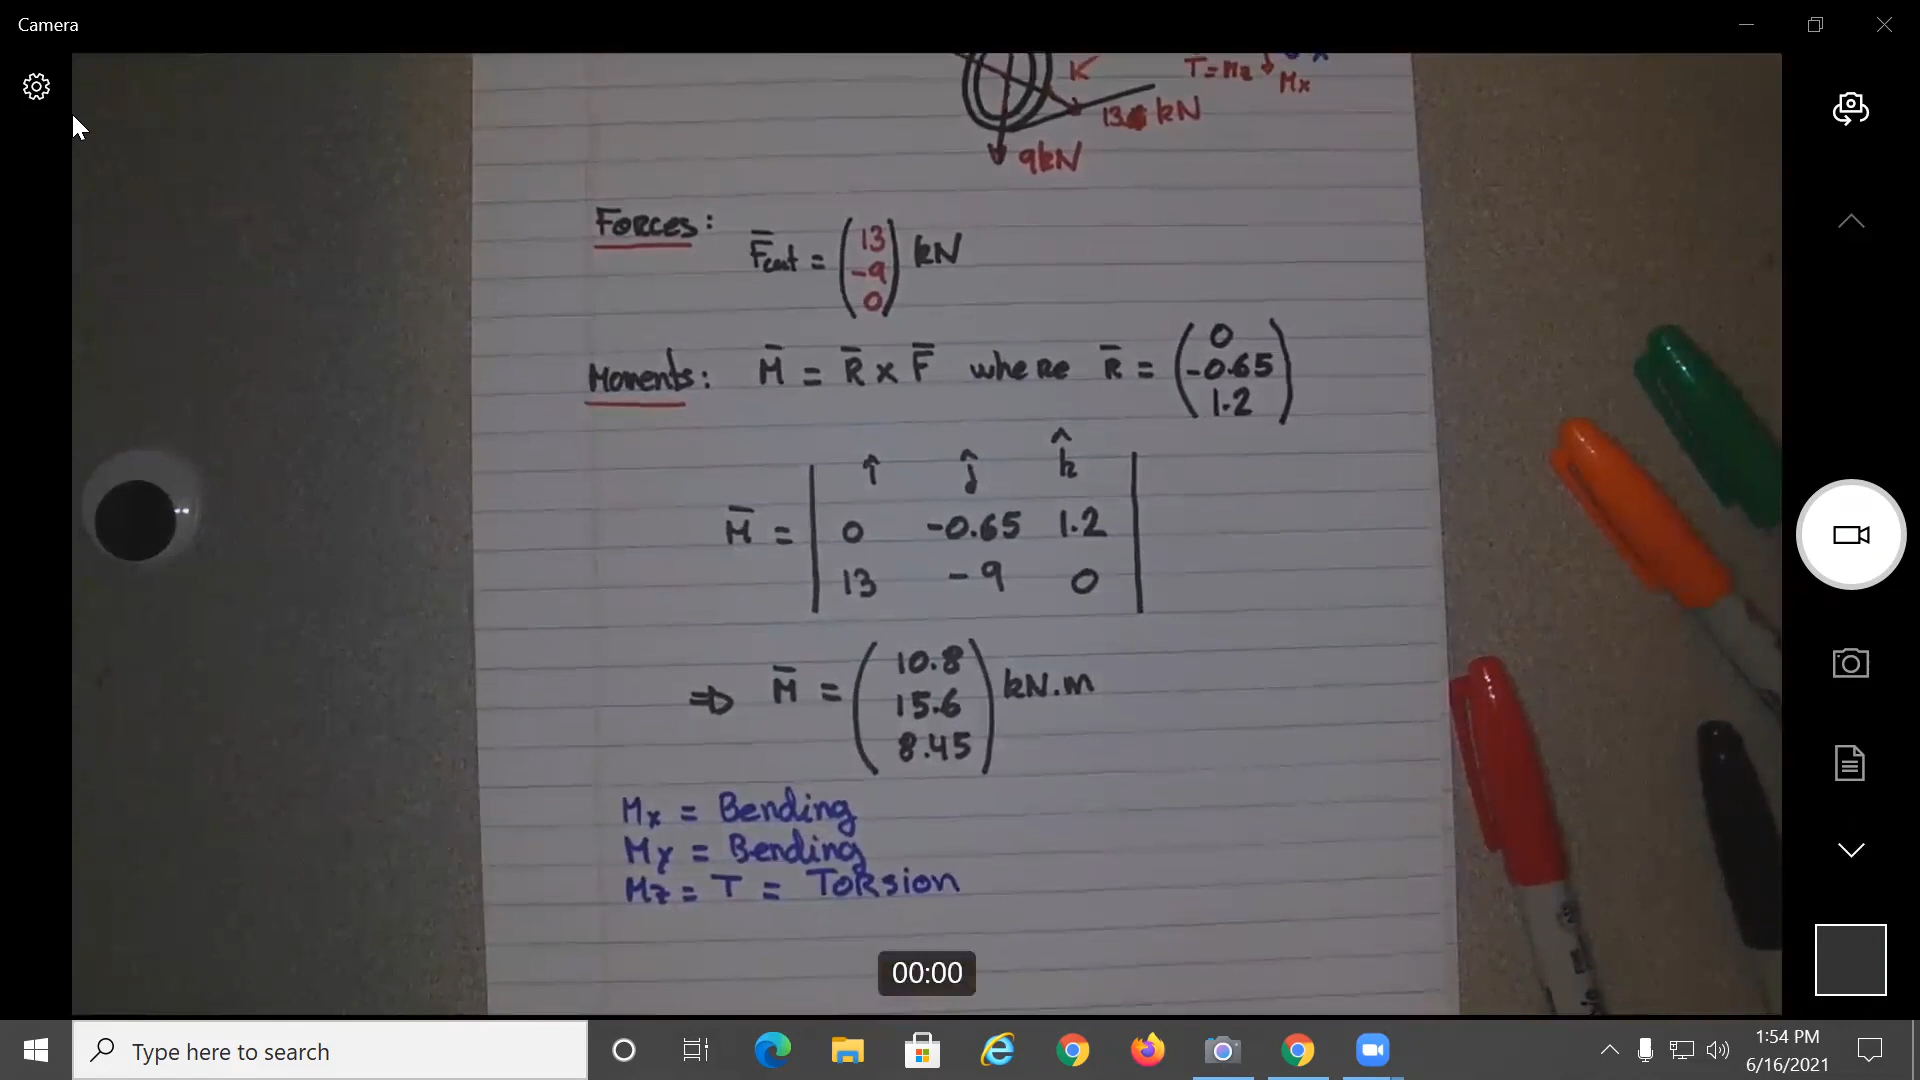 Camera
T=Mz
Mx
K
13 kN
9kN
Forces: F̄cut = (13 -9 0) kN
Moments: M̄ = R̄ x F̄ where R̄ = (0 -0.65 1.2)
î ĵ k̂
M̄ = | 0 -0.65 1.2 |
13 -9 0
⇒ M̄ = (10.8 15.6 8.45) kN.m
Mx = Bending
My = Bending
Mz = T = Torsion
00:00
Type here to search
1:54 PM
6/16/2021